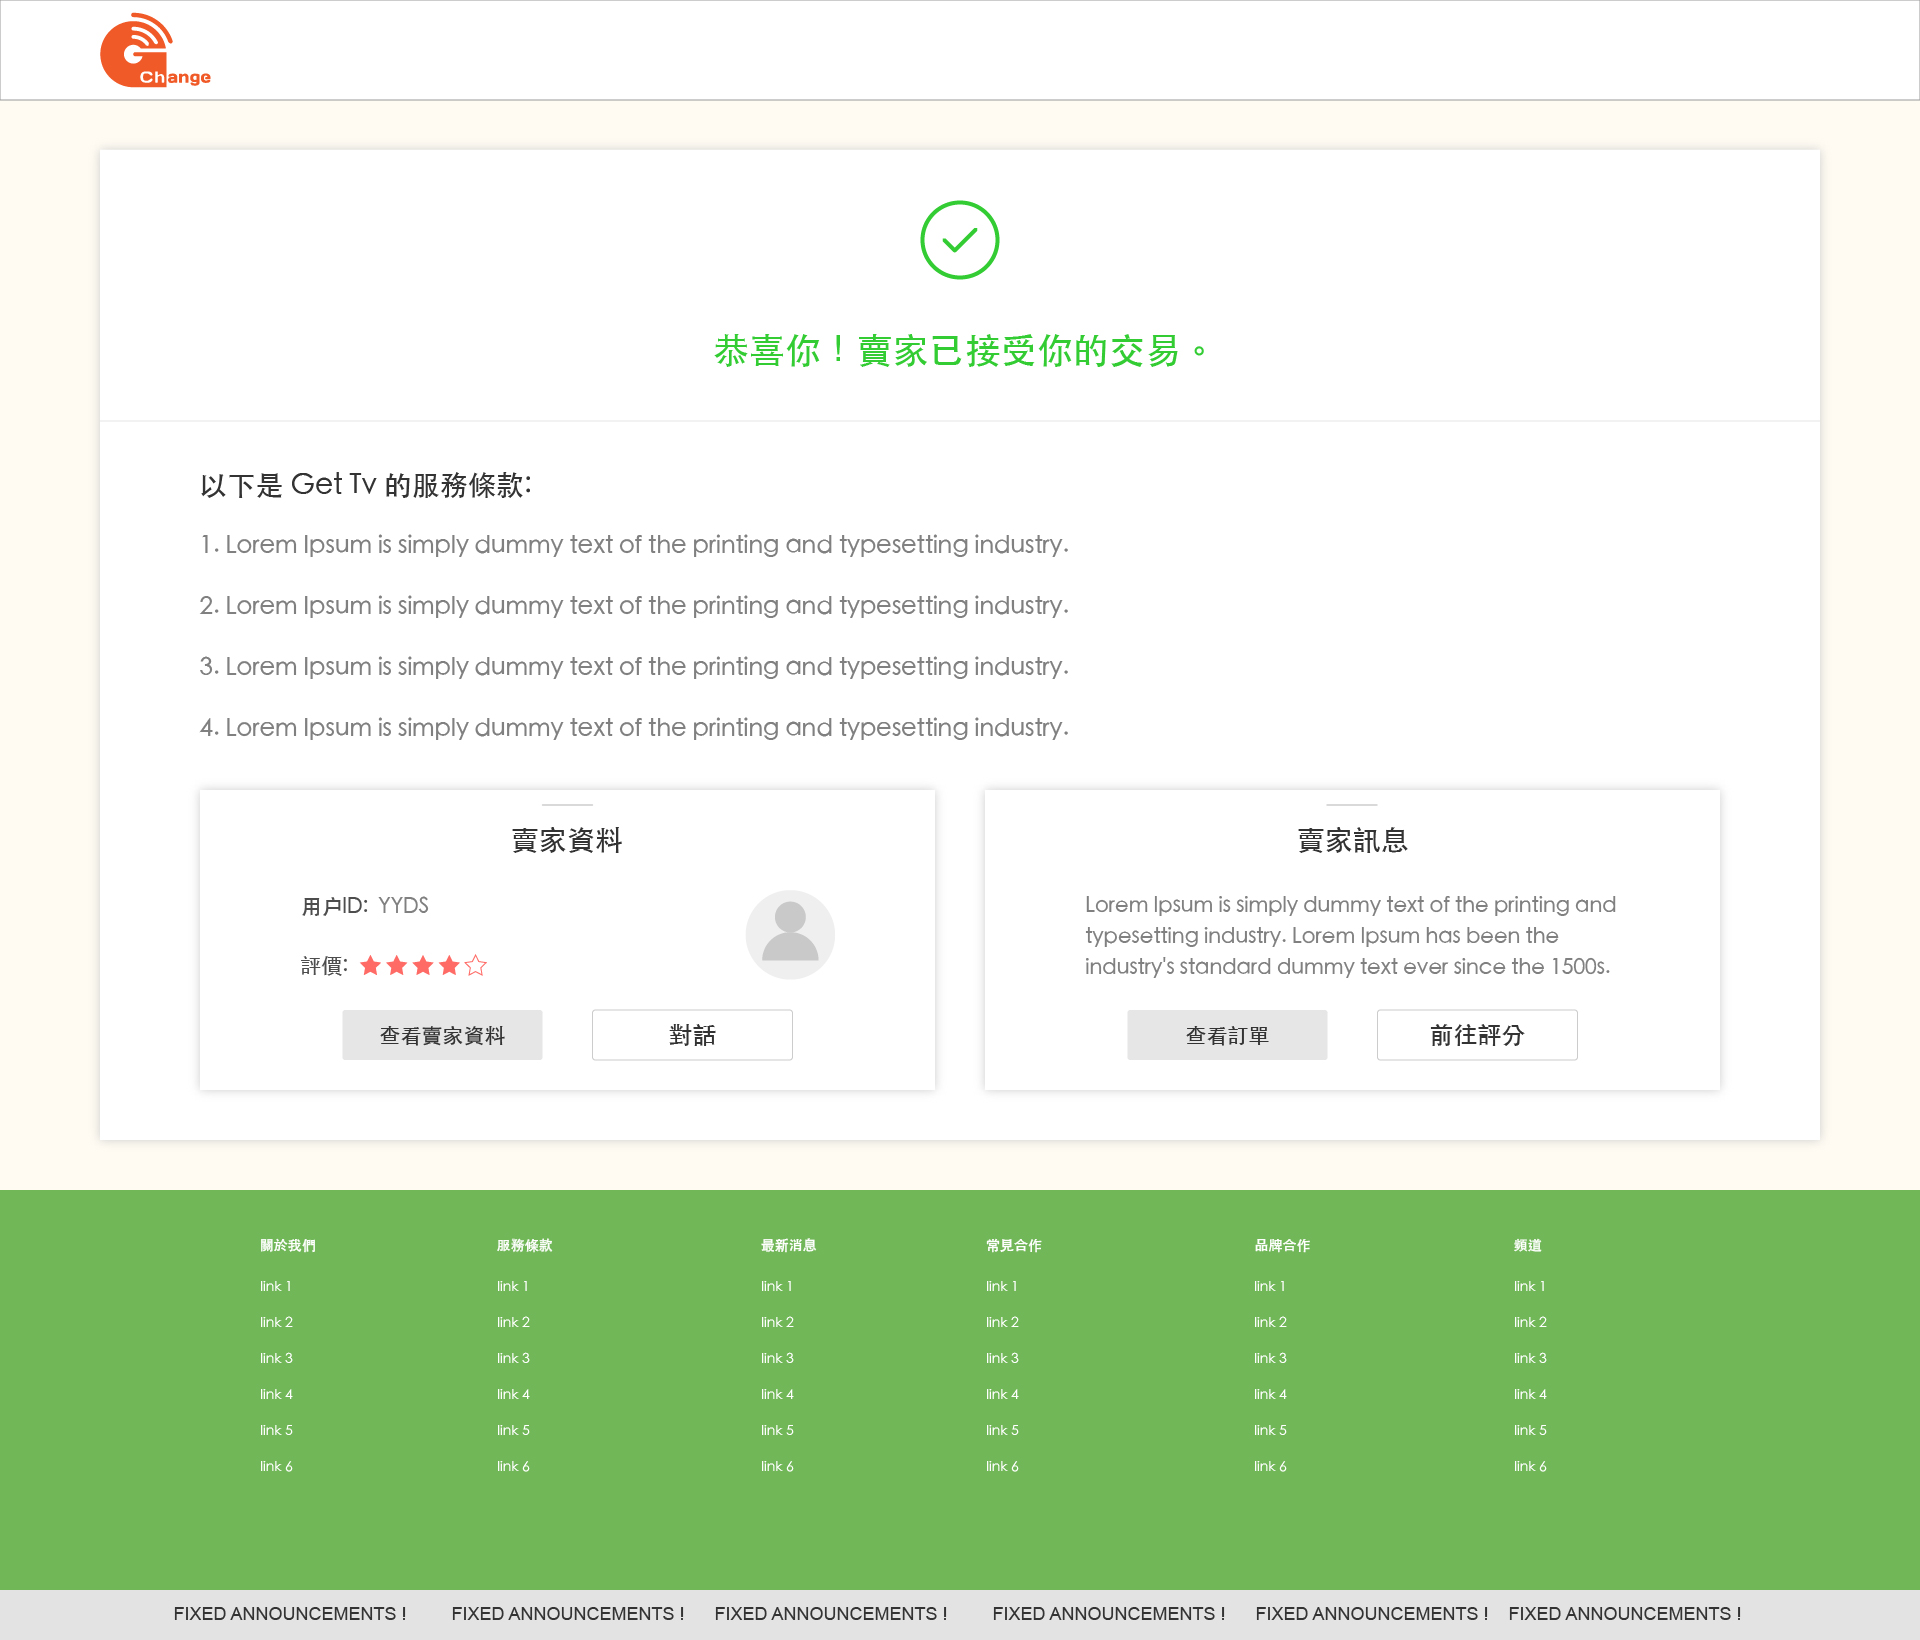 Change
恭喜你！賣家已接受你的交易。
以下是 Get Tv 的服務條款:
1. Lorem Ipsum is simply dummy text of the printing and typesetting industry.
2. Lorem Ipsum is simply dummy text of the printing and typesetting industry.
3. Lorem Ipsum is simply dummy text of the printing and typesetting industry.
4. Lorem Ipsum is simply dummy text of the printing and typesetting industry.
賣家資料
用户ID: YYDS
評價:
查看賣家資料 對話
賣家訊息
Lorem Ipsum is simply dummy text of the printing and
typesetting industry. Lorem Ipsum has been the
industry's standard dummy text ever since the 1500s.
查看訂單 前往評分
關於我們 服務條款 最新消息 常見合作 品牌合作 頻道
link 1 link 1 link 1 link 1 link 1 link 1
link 2 link 2 link 2 link 2 link 2 link 2
link 3 link 3 link 3 link 3 link 3 link 3
link 4 link 4 link 4 link 4 link 4 link 4
link 5 link 5 link 5 link 5 link 5 link 5
link 6 link 6 link 6 link 6 link 6 link 6
FIXED ANNOUNCEMENTS ! FIXED ANNOUNCEMENTS ! FIXED ANNOUNCEMENTS ! FIXED ANNOUNCEMENTS ! FIXED ANNOUNCEMENTS ! FIXED ANNOUNCEMENTS !